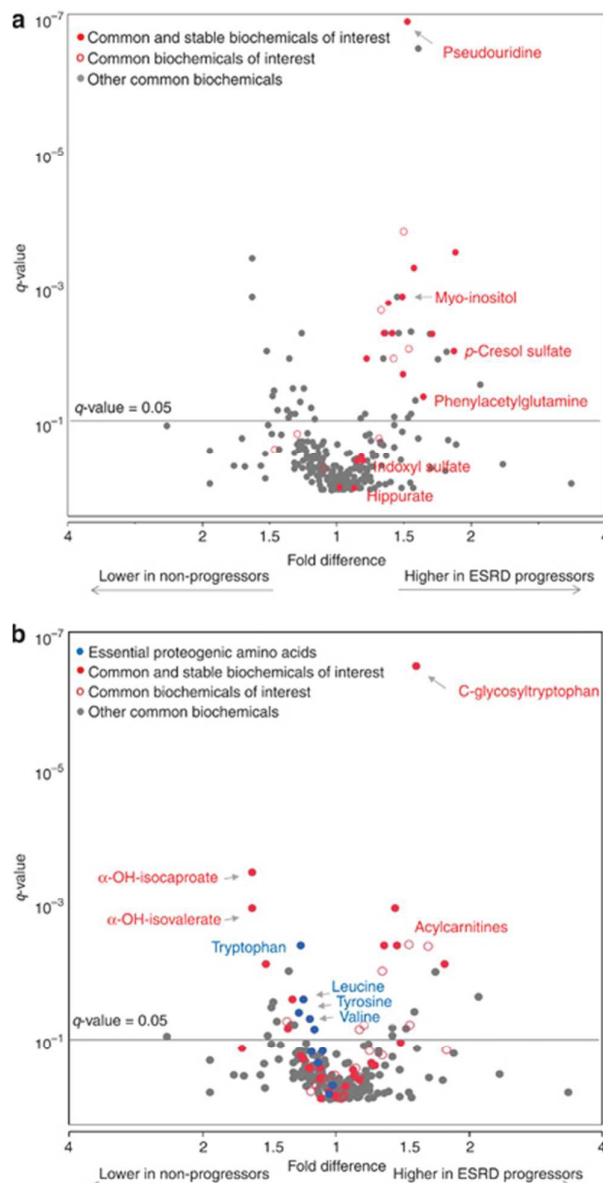 a
10⁻⁷
Common and stable biochemicals of interest
Common biochemicals of interest
Other common biochemicals
Pseudouridine
10⁻⁵
q-value
10⁻³
Myo-inositol
p-Cresol sulfate
Phenylacetylglutamine
q-value = 0.05
10⁻¹
Indoxyl sulfate
Hippurate
4 2 1.5 1 1.5 2 4
Fold difference
Lower in non-progressors Higher in ESRD progressors
b
10⁻⁷
Essential proteogenic amino acids
Common and stable biochemicals of interest
Common biochemicals of interest
Other common biochemicals
C-glycosyltryptophan
10⁻⁵
q-value
α-OH-isocaproate
10⁻³
α-OH-isovalerate
Acylcarnitines
Tryptophan
Leucine
Tyrosine
Valine
q-value = 0.05
10⁻¹
4 2 1.5 1 1.5 2 4
Lower in non-progressors Fold difference Higher in ESRD progressors